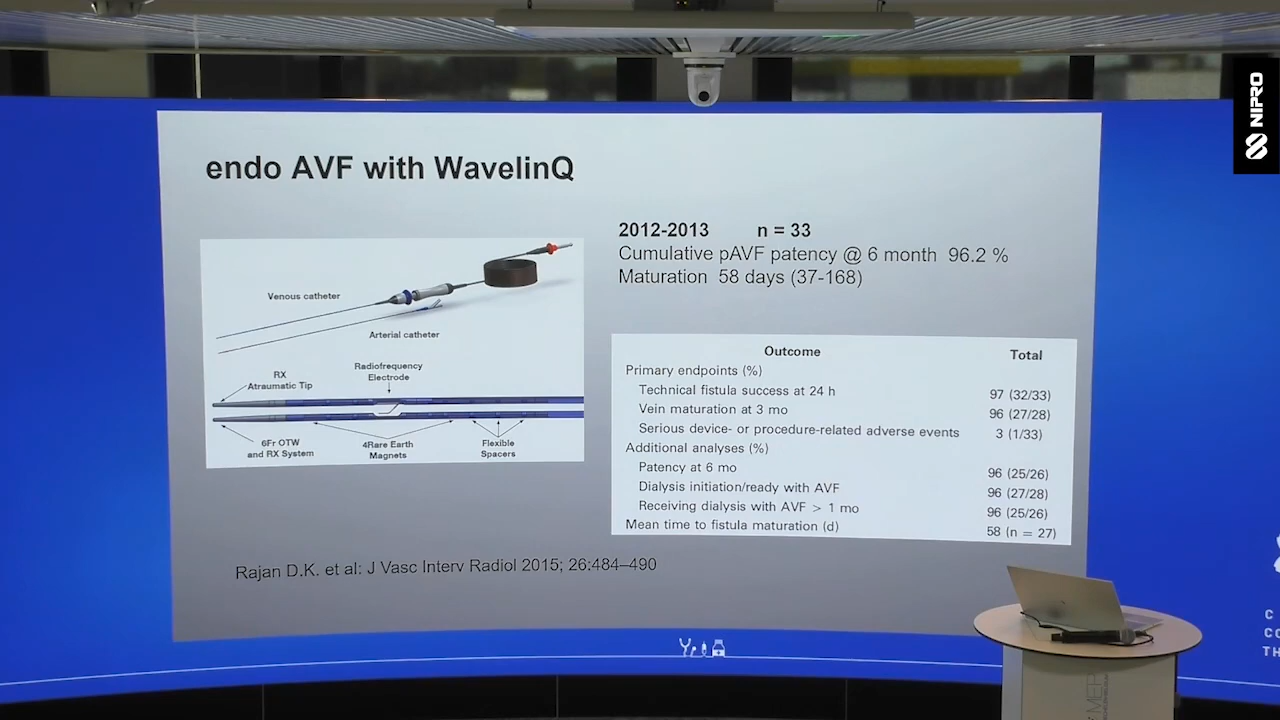 NIPRO
endo AVF with WavelinQ
2012-2013 n = 33
Cumulative pAVF patency @ 6 month 96.2 %
Maturation 58 days (37-168)
Venous catheter
Arterial catheter
RX
Atraumatic Tip
Radiofrequency
Electrode
6Fr OTW
and RX System
4Rare Earth
Magnets
Flexible
Spacers
Outcome Total
Primary endpoints (%)
Technical fistula success at 24 h 97 (32/33)
Vein maturation at 3 mo 96 (27/28)
Serious device- or procedure-related adverse events 3 (1/33)
Additional analyses (%)
Patency at 6 mo 96 (25/26)
Dialysis initiation/ready with AVF 96 (27/28)
Receiving dialysis with AVF > 1 mo 96 (25/26)
Mean time to fistula maturation (d) 58 (n = 27)
Rajan D.K. et al: J Vasc Interv Radiol 2015; 26:484–490
C
CO
TH